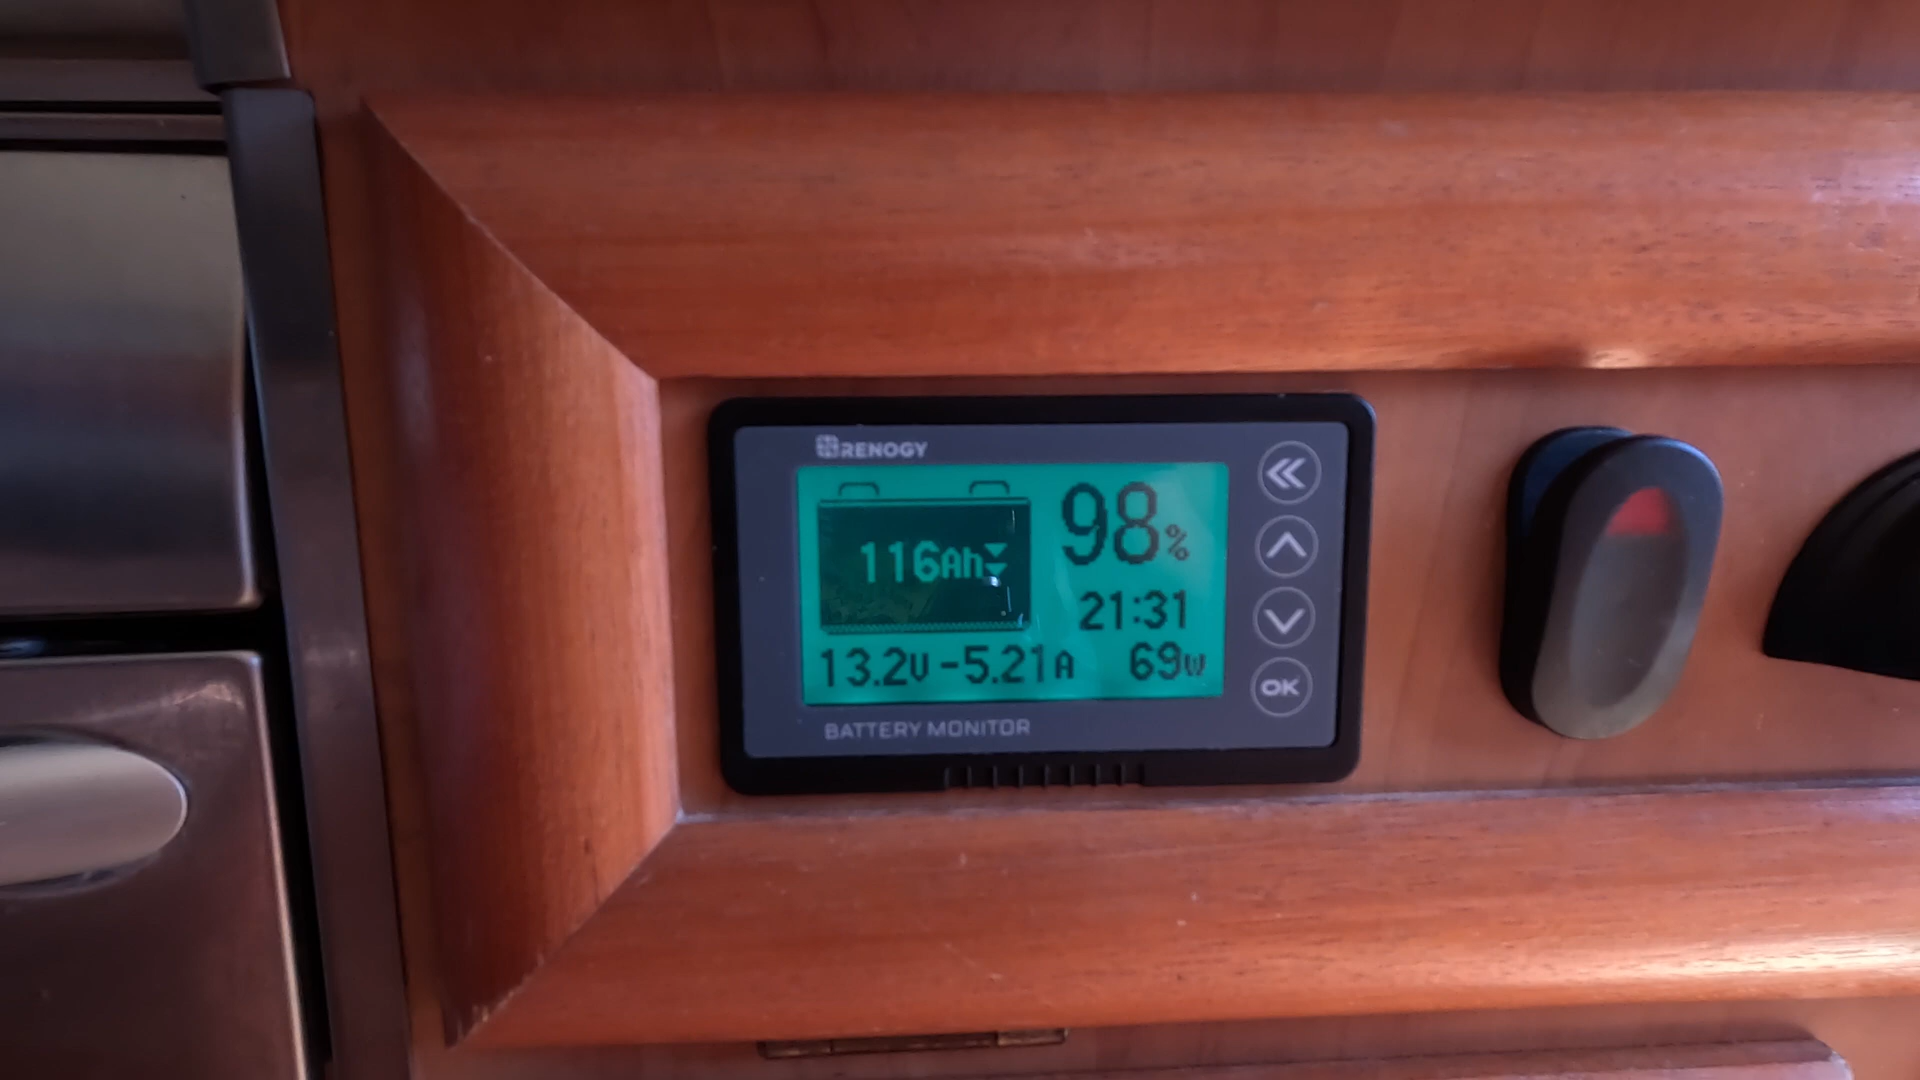 RENOGY
98%
116Ah
21:31
13.2V -5.21A 69W
OK
BATTERY MONITOR